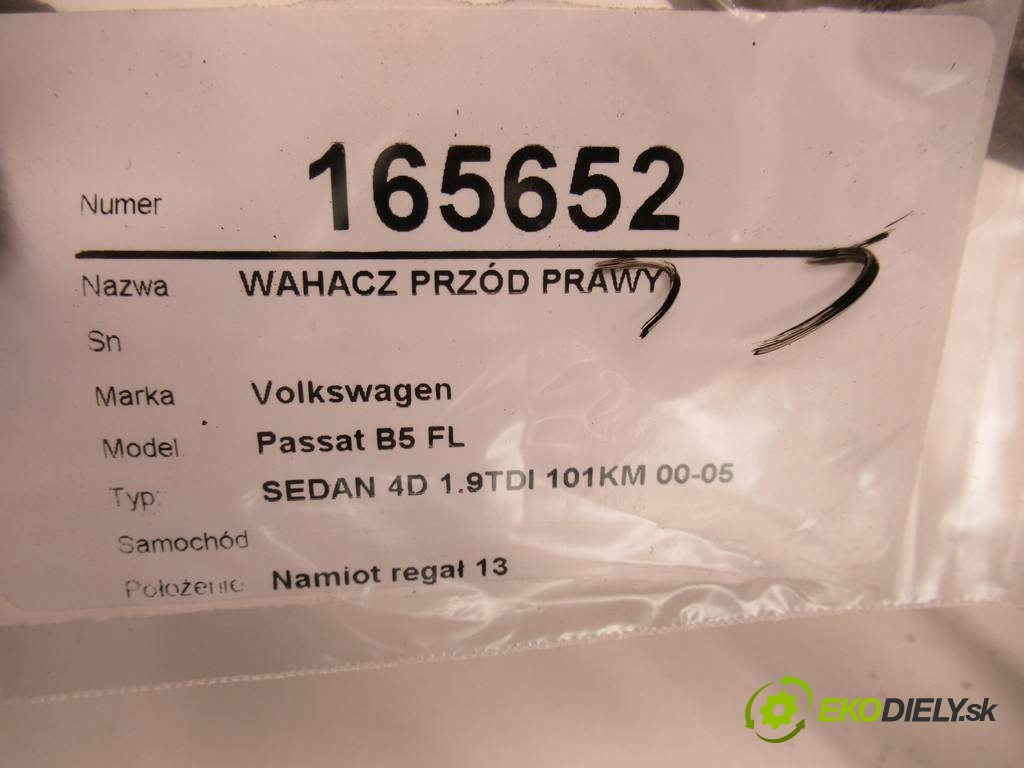 Numer 165652
Nazwa WAHACZ PRZÓD PRAWY
Sn
Marka Volkswagen
Model Passat B5 FL
Typ: SEDAN 4D 1.9TDI 101KM 00-05
Samochód
Położenie Namiot regał 13
EKODIELY.sk